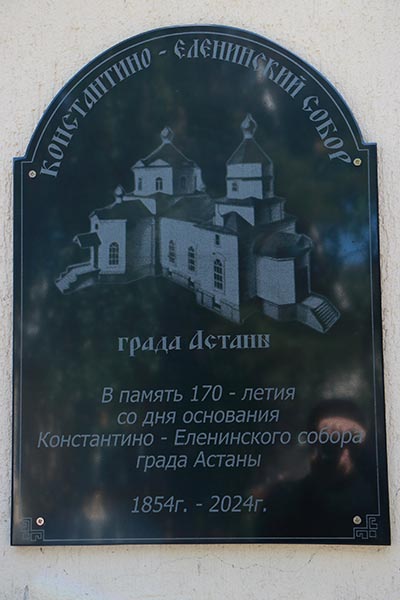 КОНСТАНТИНО - ЕЛЕНИНСКИЙ СОБОР
града Астаны
В память 170 - летия
со дня основания
Константино - Еленинского собора
града Астаны
1854г. - 2024г.